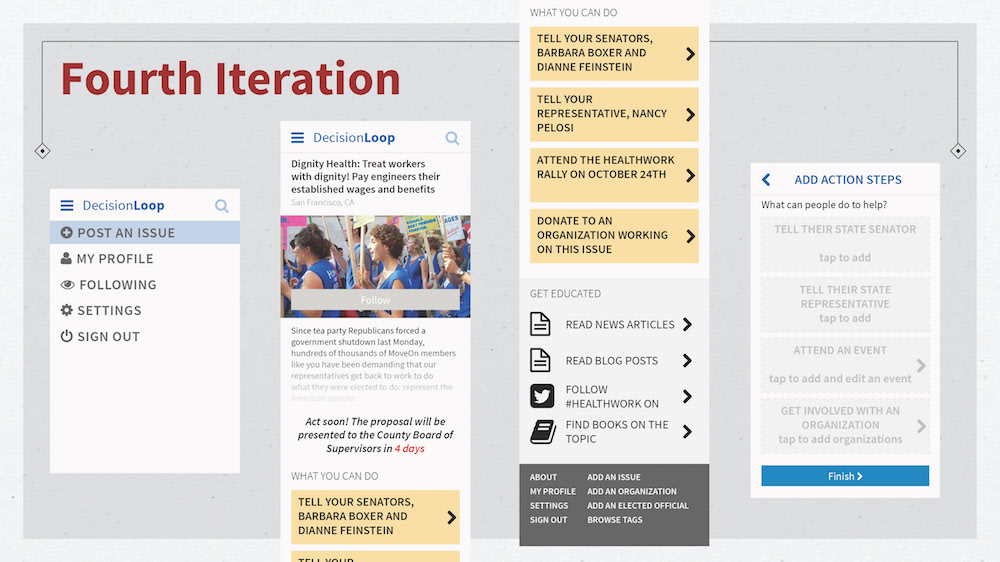 Fourth Iteration
DecisionLoop
POST AN ISSUE
MY PROFILE
FOLLOWING
SETTINGS
SIGN OUT
DecisionLoop
Dignity Health: Treat workers
with dignity! Pay engineers their
established wages and benefits
San Francisco, CA
Follow
Since tea party Republicans forced a
government shutdown last Monday,
hundreds of thousands of MoveOn members
like you have been demanding that our
representatives get back to work to do
what they were elected to do: represent the
American people.
Act soon! The proposal will be
presented to the County Board of
Supervisors in 4 days
WHAT YOU CAN DO
TELL YOUR SENATORS,
BARBARA BOXER AND
DIANNE FEINSTEIN
TELL YOUR
WHAT YOU CAN DO
TELL YOUR SENATORS,
BARBARA BOXER AND
DIANNE FEINSTEIN
TELL YOUR
REPRESENTATIVE, NANCY
PELOSI
ATTEND THE HEALTHWORK
RALLY ON OCTOBER 24TH
DONATE TO AN
ORGANIZATION WORKING
ON THIS ISSUE
GET EDUCATED
READ NEWS ARTICLES
READ BLOG POSTS
FOLLOW
#HEALTHWORK ON
FIND BOOKS ON THE
TOPIC
ABOUT
MY PROFILE
SETTINGS
SIGN OUT
ADD AN ISSUE
ADD AN ORGANIZATION
ADD AN ELECTED OFFICIAL
BROWSE TAGS
ADD ACTION STEPS
What can people do to help?
TELL THEIR STATE SENATOR
tap to add
TELL THEIR STATE
REPRESENTATIVE
tap to add
ATTEND AN EVENT
tap to add and edit an event
GET INVOLVED WITH AN
ORGANIZATION
tap to add organizations
Finish